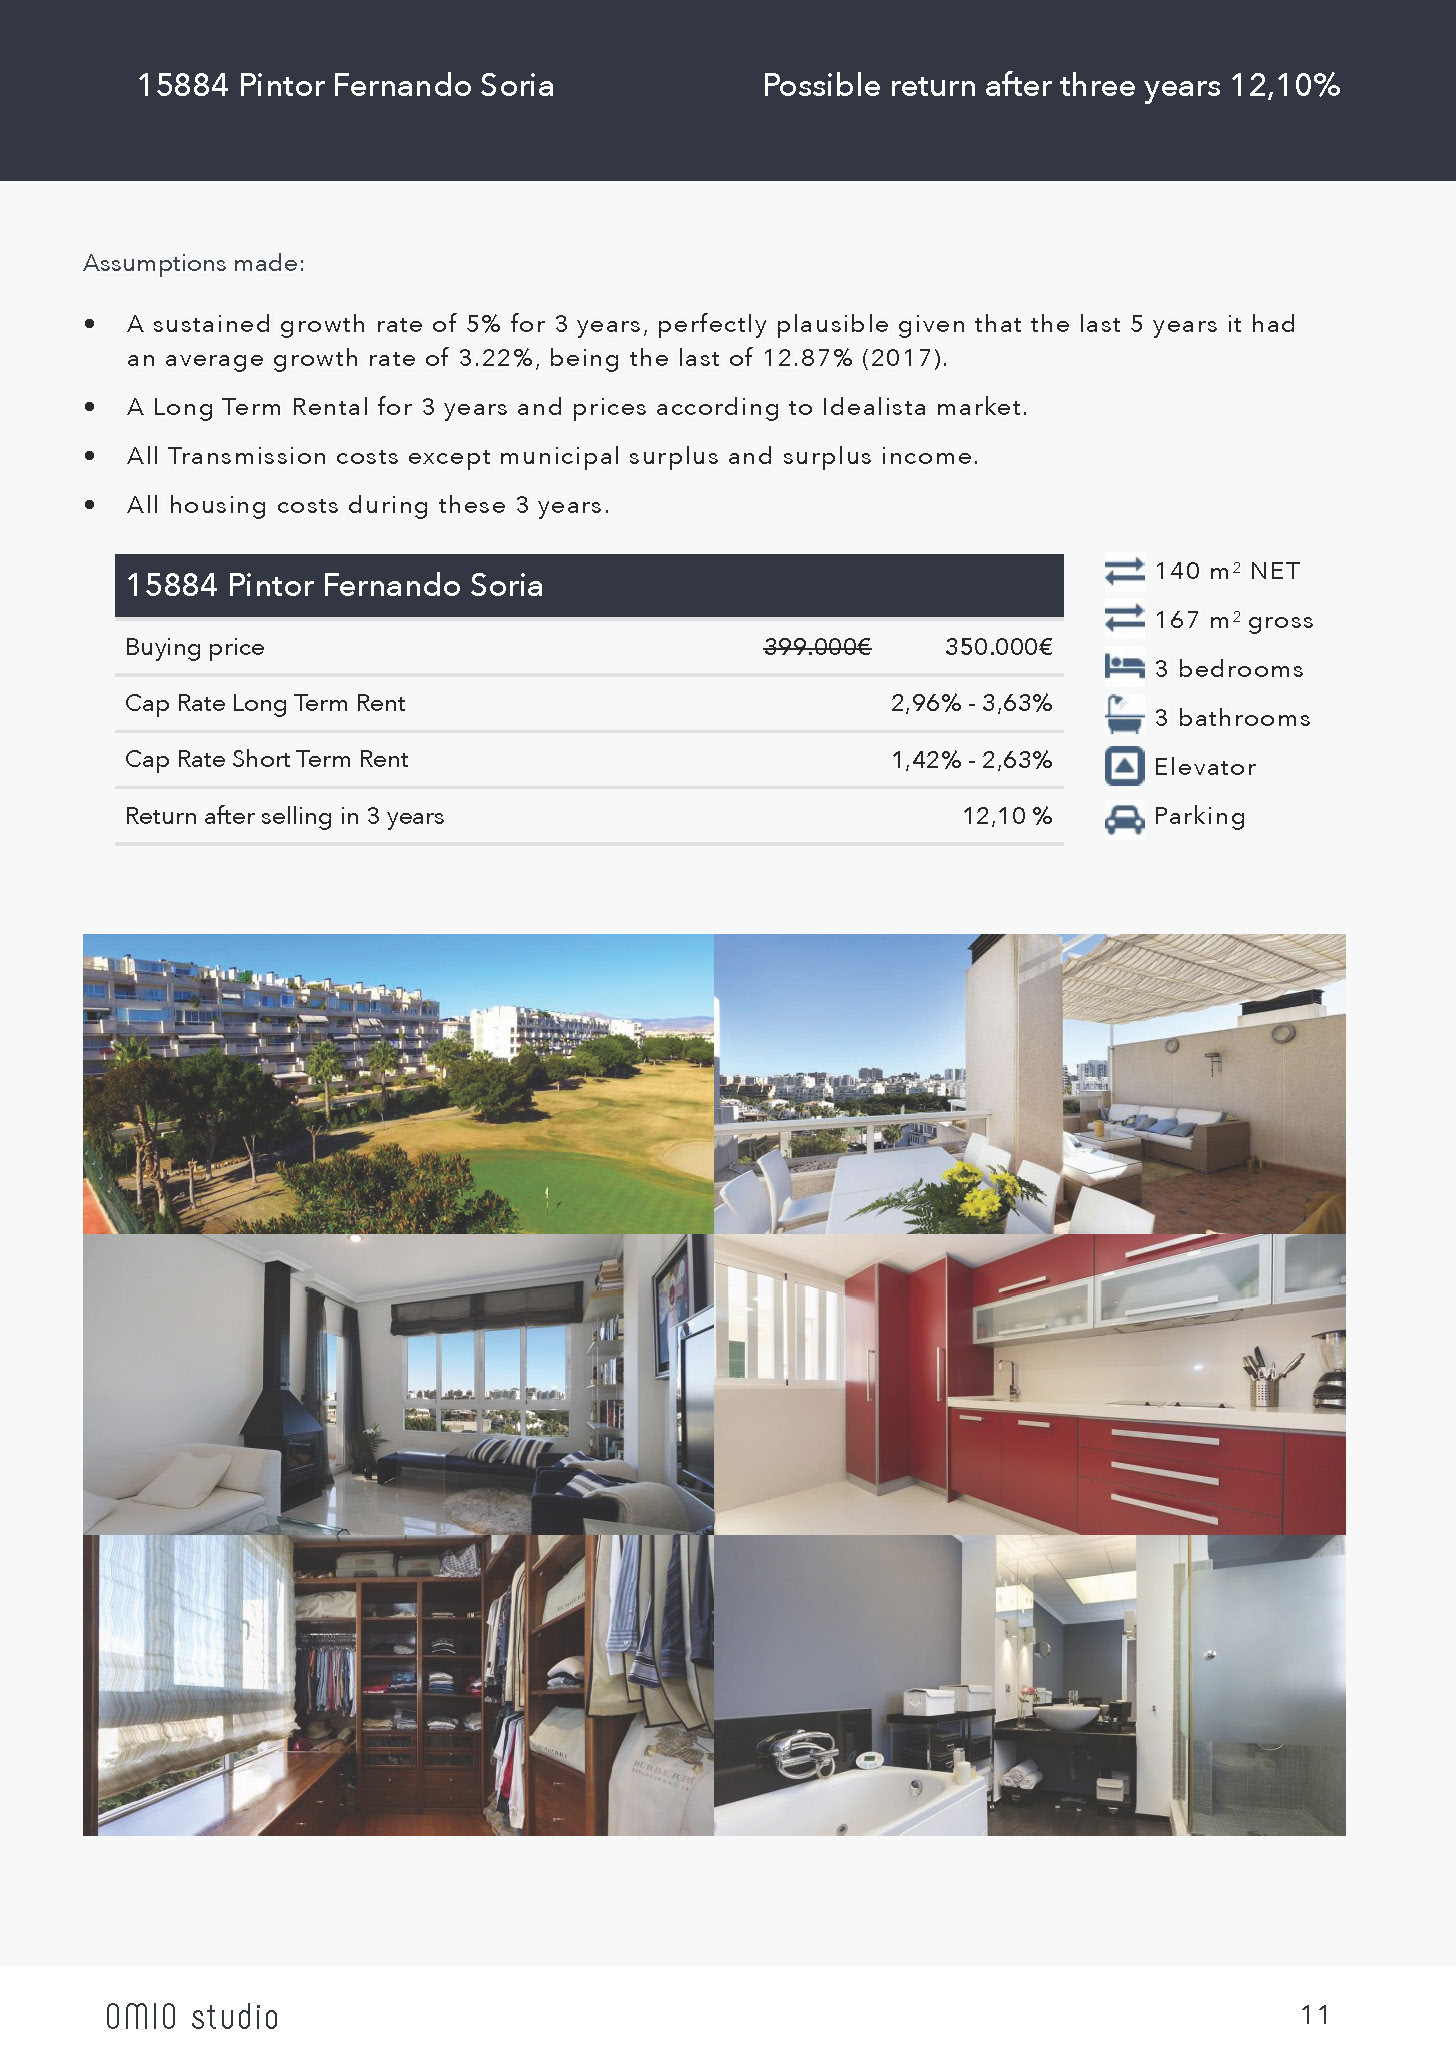 15884 Pintor Fernando Soria
Possible return after three years 12,10%
Assumptions made:
• A sustained growth rate of 5% for 3 years, perfectly plausible given that the last 5 years it had
an average growth rate of 3.22%, being the last of 12.87% (2017).
• A Long Term Rental for 3 years and prices according to Idealista market.
• All Transmission costs except municipal surplus and surplus income.
• All housing costs during these 3 years.
15884 Pintor Fernando Soria
Buying price 399.000€ 350.000€
Cap Rate Long Term Rent 2,96% - 3,63%
Cap Rate Short Term Rent 1,42% - 2,63%
Return after selling in 3 years 12,10 %
140 m² NET
167 m² gross
3 bedrooms
3 bathrooms
Elevator
Parking
BURBERRY
OMIO studio
11